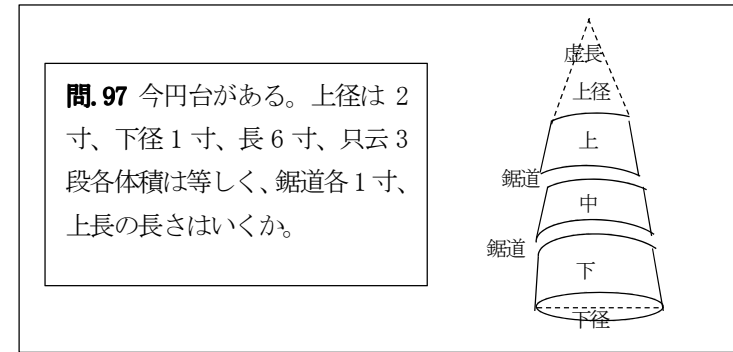 問.97 今円台がある。上径は 2
寸、下径 1 寸、長 6 寸、只云 3
段各体積は等しく、鋸道各 1 寸、
上長の長さはいくか。
虚長
上径
上
鋸道
中
鋸道
下
下径